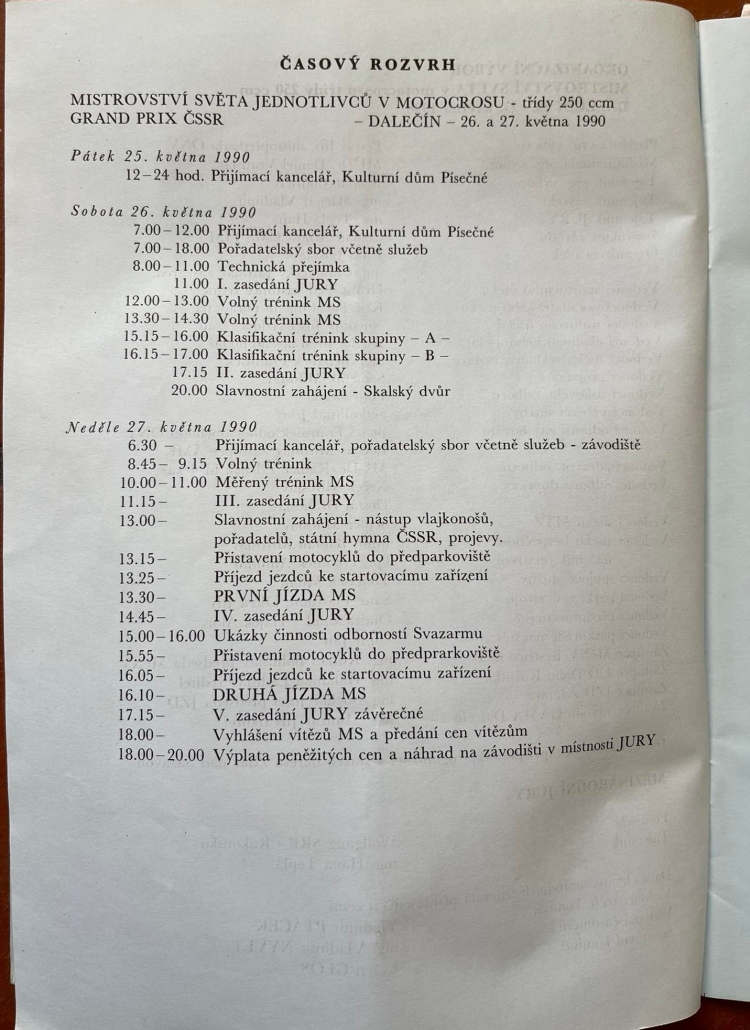 ČASOVÝ ROZVRH
MISTROVSTVÍ SVĚTA JEDNOTLIVCŮ V MOTOCROSU - třídy 250 ccm
GRAND PRIX ČSSR – DALEČÍN – 26. a 27. května 1990
Pátek 25. května 1990
12–24 hod. Přijímací kancelář, Kulturní dům Písečné
Sobota 26. května 1990
7.00–12.00 Přijímací kancelář, Kulturní dům Písečné
7.00–18.00 Pořadatelský sbor včetně služeb
8.00–11.00 Technická přejímka
11.00 I. zasedání JURY
12.00–13.00 Volný trénink MS
13.30–14.30 Volný trénink MS
15.15–16.00 Klasifikační trénink skupiny – A –
16.15–17.00 Klasifikační trénink skupiny – B –
17.15 II. zasedání JURY
20.00 Slavnostní zahájení - Skalský dvůr
Neděle 27. května 1990
6.30 – Přijímací kancelář, pořadatelský sbor včetně služeb - závodiště
8.45– 9.15 Volný trénink
10.00–11.00 Měřený trénink MS
11.15– III. zasedání JURY
13.00– Slavnostní zahájení - nástup vlajkonošů,
pořadatelů, státní hymna ČSSR, projevy.
13.15– Přistavení motocyklů do předparkoviště
13.25– Příjezd jezdců ke startovacímu zařízení
13.30– PRVNÍ JÍZDA MS
14.45– IV. zasedání JURY
15.00–16.00 Ukázky činnosti odborností Svazarmu
15.55– Přistavení motocyklů do předprarkoviště
16.05– Příjezd jezdců ke startovacímu zařízení
16.10– DRUHÁ JÍZDA MS
17.15– V. zasedání JURY závěrečné
18.00– Vyhlášení vítězů MS a předání cen vítězům
18.00–20.00 Výplata peněžitých cen a náhrad na závodišti v místnosti JURY